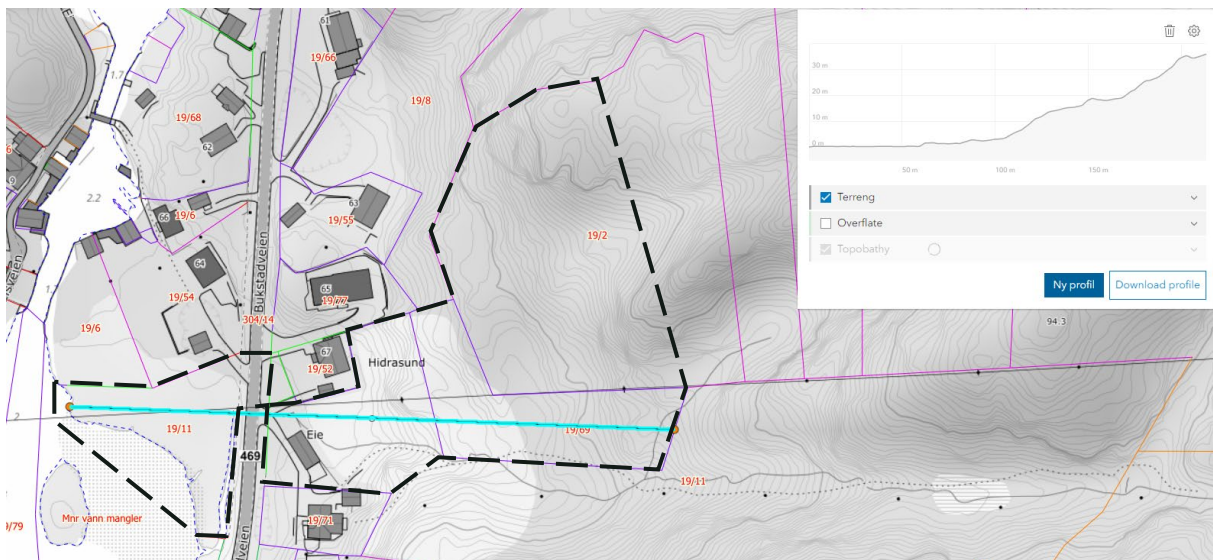 61
19/66
1.7
19/68
19/8
62
9
2.2
66
19/6
63
19/55
Bukstadveien
19/2
64
65
19/77
19/54
304/14
19/6
67
19/52
Hidrasund
2
19/11
Eie
19/69
469
19/11
Mnr vann mangler
19/79
19/71
94.3
30 m
20 m
10 m
0 m
50 m
100 m
150 m
Terreng
Overflate
Topobathy
Ny profil
Download profile